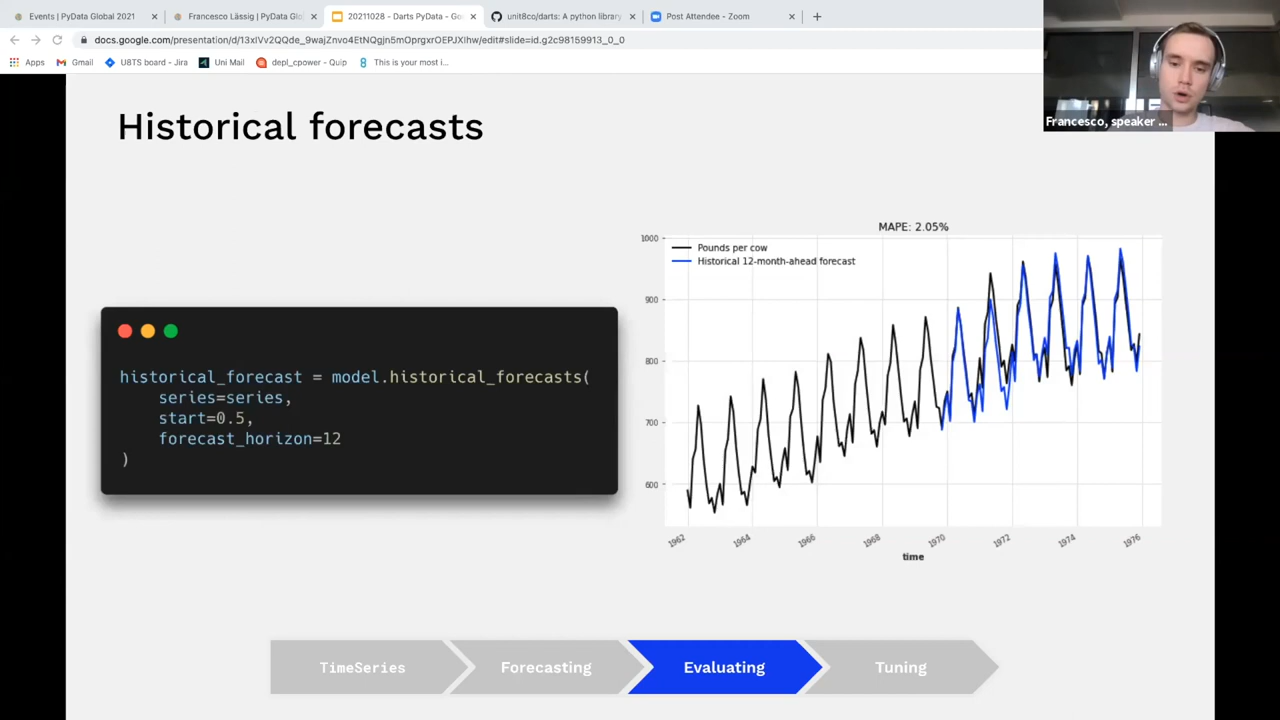 Events | PyData Global 2021
Francesco Lässig | PyData Glo
20211028 - Darts PyData - Go
unit8co/darts: A python library
Post Attendee - Zoom
docs.google.com/presentation/d/13xIVv2QQde_9wajZnvo4EtNQgjn5mOprgxrOEPJXlhw/edit#slide=id.g2c98159913_0_0
Apps
Gmail
U8TS board - Jira
Uni Mail
depl_cpower - Quip
This is your most i...
Francesco, speaker ...
Historical forecasts
historical_forecast = model.historical_forecasts(
series=series,
start=0.5,
forecast_horizon=12
)
MAPE: 2.05%
Pounds per cow
Historical 12-month-ahead forecast
1000
900
800
700
600
1962
1964
1966
1968
1970
1972
1974
1976
time
TimeSeries
Forecasting
Evaluating
Tuning